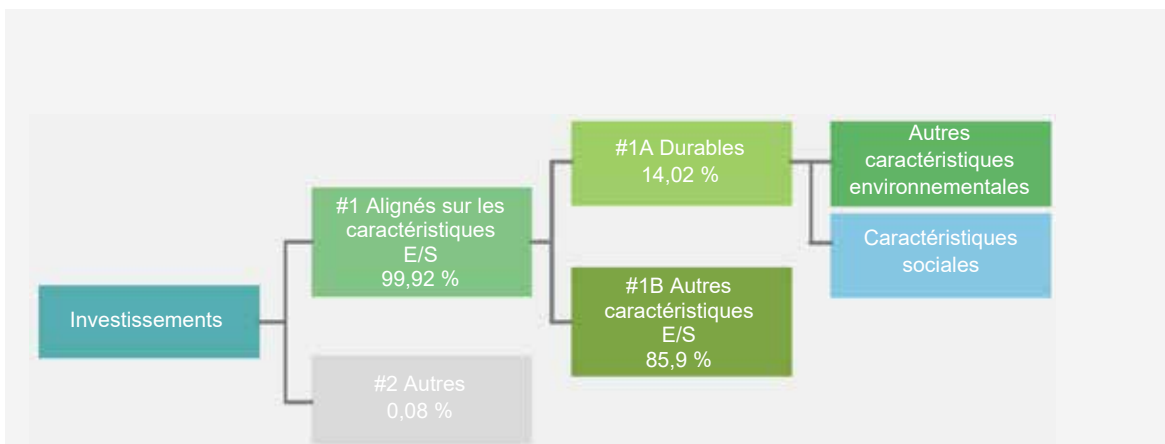 Investissements
#1 Alignés sur les
caractéristiques
E/S
99,92 %
#2 Autres
0,08 %
#1A Durables
14,02 %
#1B Autres
caractéristiques
E/S
85,9 %
Autres
caractéristiques
environnementales
Caractéristiques
sociales